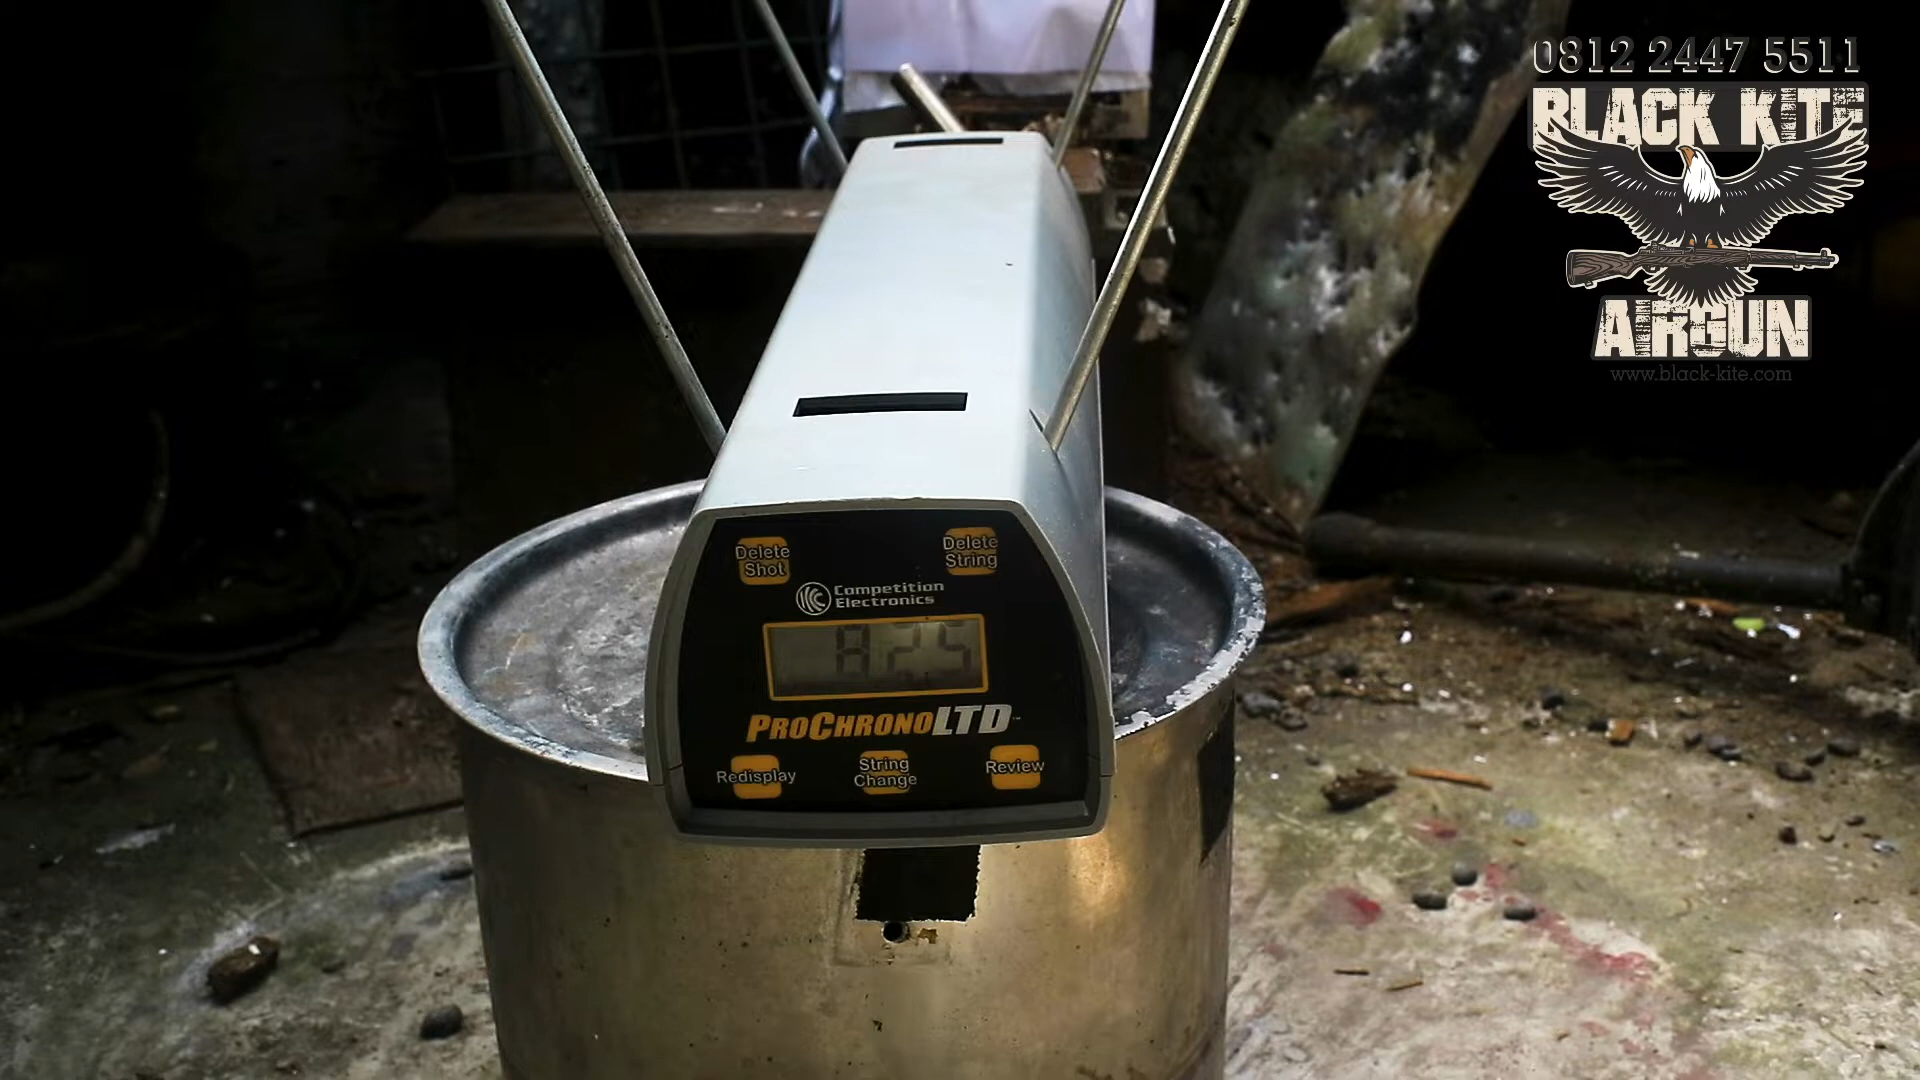 0812 2447 5511
BLACK KITE
AIRGUN
www.black-kite.com
Delete
Shot
Delete
String
Competition
Electronics
PROCHRONOLTD
Redisplay
String
Change
Review